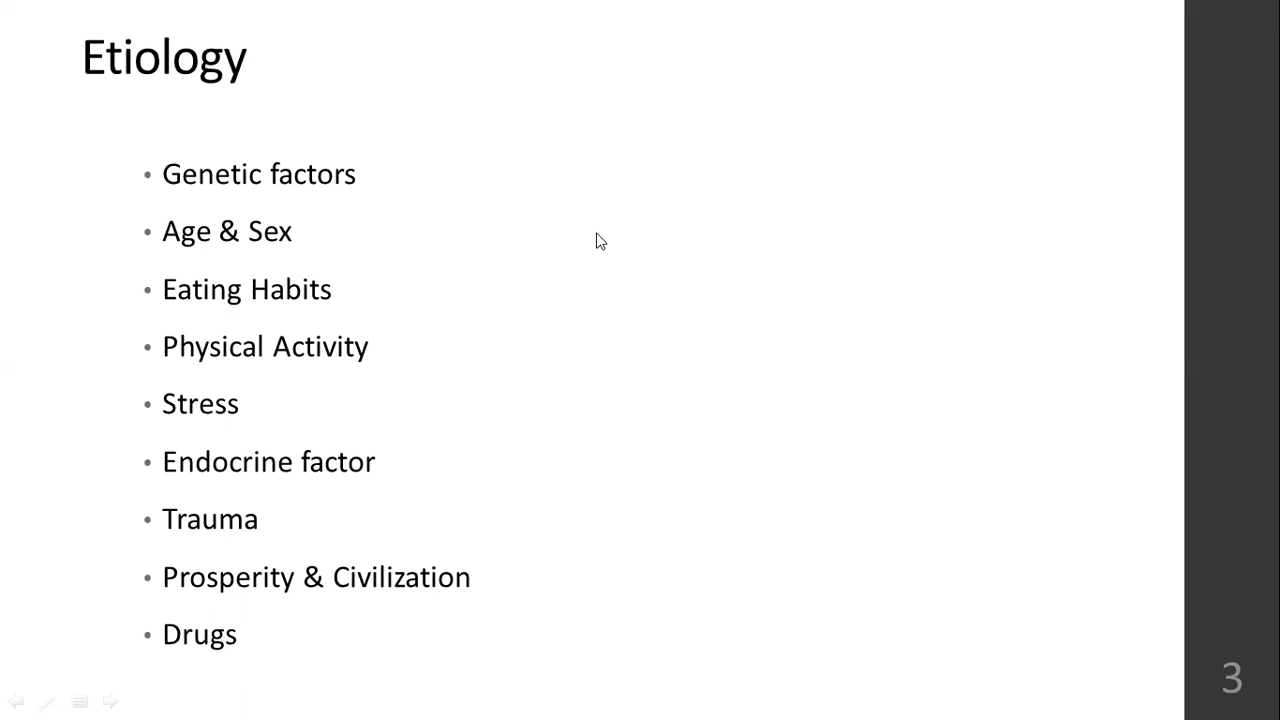 Etiology
• Genetic factors
• Age & Sex
• Eating Habits
• Physical Activity
• Stress
• Endocrine factor
• Trauma
• Prosperity & Civilization
• Drugs
3